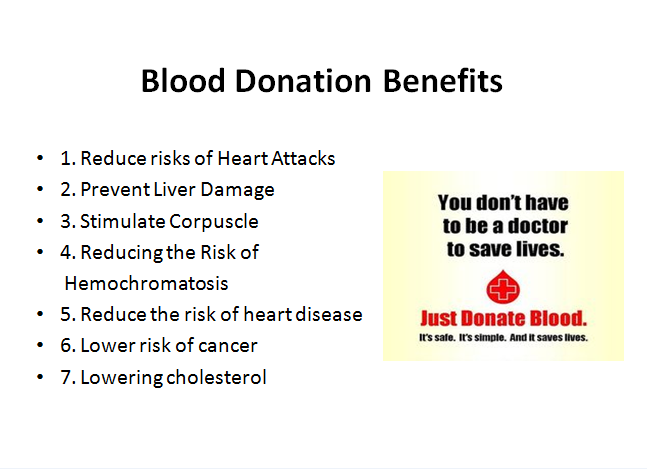 Blood Donation Benefits
• 1. Reduce risks of Heart Attacks
• 2. Prevent Liver Damage
• 3. Stimulate Corpuscle
• 4. Reducing the Risk of
Hemochromatosis
• 5. Reduce the risk of heart disease
• 6. Lower risk of cancer
• 7. Lowering cholesterol
You don't have
to be a doctor
to save lives.
Just Donate Blood.
It's safe. It's simple. And it saves lives.